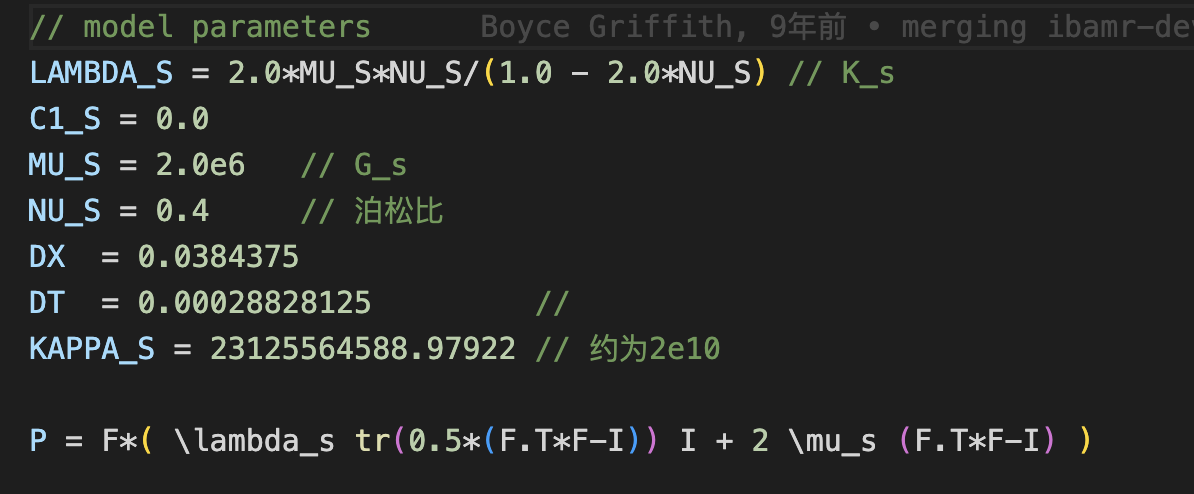 // model parameters Boyce Griffith, 9年前 • merging ibamr-de
LAMBDA_S = 2.0*MU_S*NU_S/(1.0 - 2.0*NU_S) // K_s
C1_S = 0.0
MU_S = 2.0e6 // G_s
NU_S = 0.4 // 泊松比
DX = 0.0384375
DT = 0.00028828125 //
KAPPA_S = 23125564588.97922 // 约为2e10
P = F*( \lambda_s tr(0.5*(F.T*F-I)) I + 2 \mu_s (F.T*F-I) )